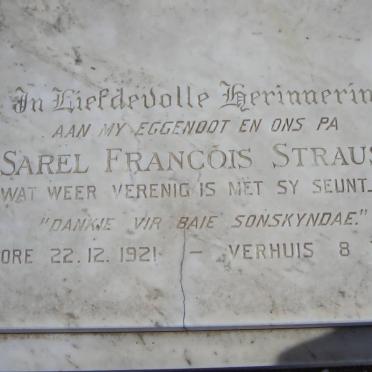 In Liefdevolle Herinnerin
AAN MY EGGENOOT EN ONS PA
SAREL FRANCOIS STRAUS
WAT WEER VERENIG IS MET SY SEUNT
"DANKIE VIR BAIE SONSKYNDAE."
ORE 22.12.1921 - VERHUIS 8